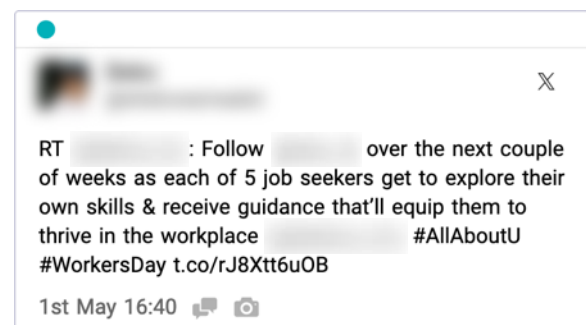 RT : Follow over the next couple
of weeks as each of 5 job seekers get to explore their
own skills & receive guidance that'll equip them to
thrive in the workplace #AllAboutU
#WorkersDay t.co/rJ8Xtt6uOB
1st May 16:40